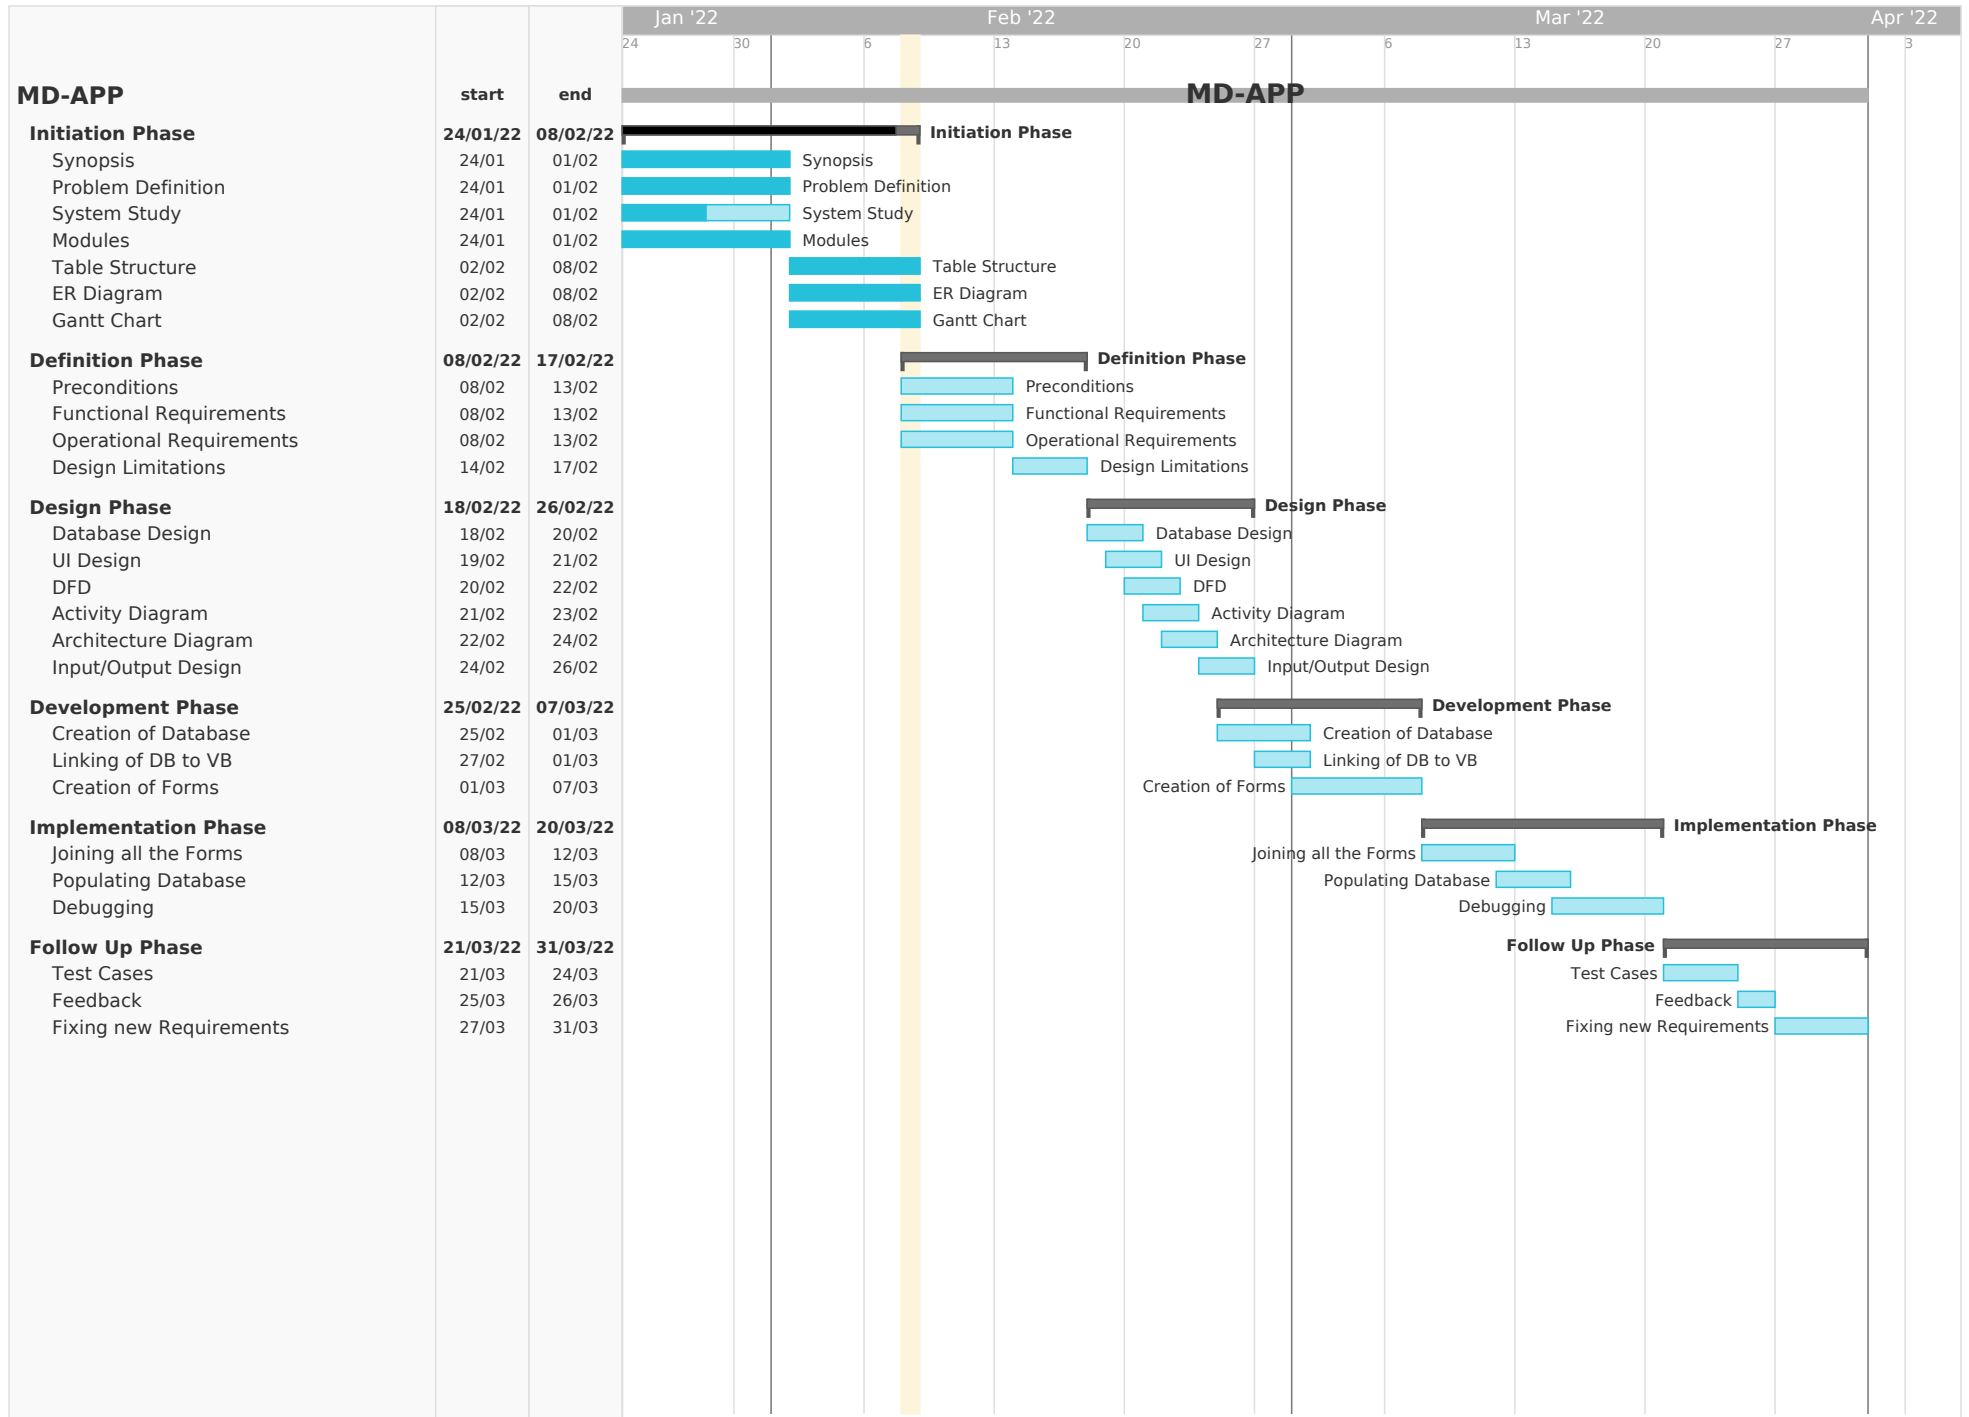 Jan '22 Feb '22 Mar '22 Apr '22
24 30 6 13 20 27 6 13 20 27 3
MD-APP start end MD-APP
Initiation Phase 24/01/22 08/02/22 Initiation Phase
Synopsis 24/01 01/02 Synopsis
Problem Definition 24/01 01/02 Problem Definition
System Study 24/01 01/02 System Study
Modules 24/01 01/02 Modules
Table Structure 02/02 08/02 Table Structure
ER Diagram 02/02 08/02 ER Diagram
Gantt Chart 02/02 08/02 Gantt Chart
Definition Phase 08/02/22 17/02/22 Definition Phase
Preconditions 08/02 13/02 Preconditions
Functional Requirements 08/02 13/02 Functional Requirements
Operational Requirements 08/02 13/02 Operational Requirements
Design Limitations 14/02 17/02 Design Limitations
Design Phase 18/02/22 26/02/22 Design Phase
Database Design 18/02 20/02 Database Design
UI Design 19/02 21/02 UI Design
DFD 20/02 22/02 DFD
Activity Diagram 21/02 23/02 Activity Diagram
Architecture Diagram 22/02 24/02 Architecture Diagram
Input/Output Design 24/02 26/02 Input/Output Design
Development Phase 25/02/22 07/03/22 Development Phase
Creation of Database 25/02 01/03 Creation of Database
Linking of DB to VB 27/02 01/03 Linking of DB to VB
Creation of Forms 01/03 07/03 Creation of Forms
Implementation Phase 08/03/22 20/03/22 Implementation Phase
Joining all the Forms 08/03 12/03 Joining all the Forms
Populating Database 12/03 15/03 Populating Database
Debugging 15/03 20/03 Debugging
Follow Up Phase 21/03/22 31/03/22 Follow Up Phase
Test Cases 21/03 24/03 Test Cases
Feedback 25/03 26/03 Feedback
Fixing new Requirements 27/03 31/03 Fixing new Requirements